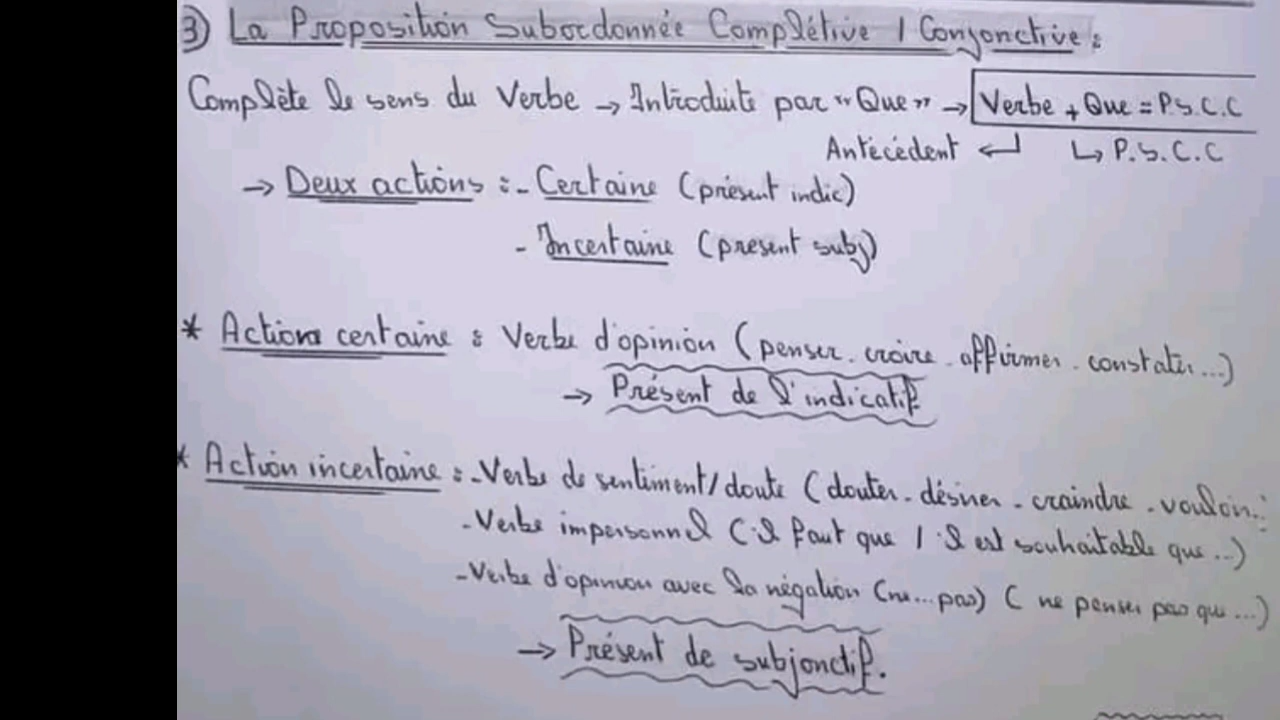 3) La Proposition Subordonnée Complétive / Conjonctive :
Complète le sens du Verbe → Introduite par "Que" → Verbe + Que = P.S.C.C
Antécédent ↵ ↳ P.S.C.C
→ Deux actions : - Certaine (présent indic)
- Incertaine (present subj)
* Action certaine : Verbe d'opinion (penser - croire - affirmer - constater ...)
→ Présent de l'indicatif
* Action incertaine : - Verbe de sentiment/doute (douter - désirer - craindre - vouloir...
- Verbe impersonnel (il faut que / il est souhaitable que ...)
- Verbe d'opinion avec la négation (ne ... pas) ( ne penser pas que ...)
→ Présent de subjonctif.